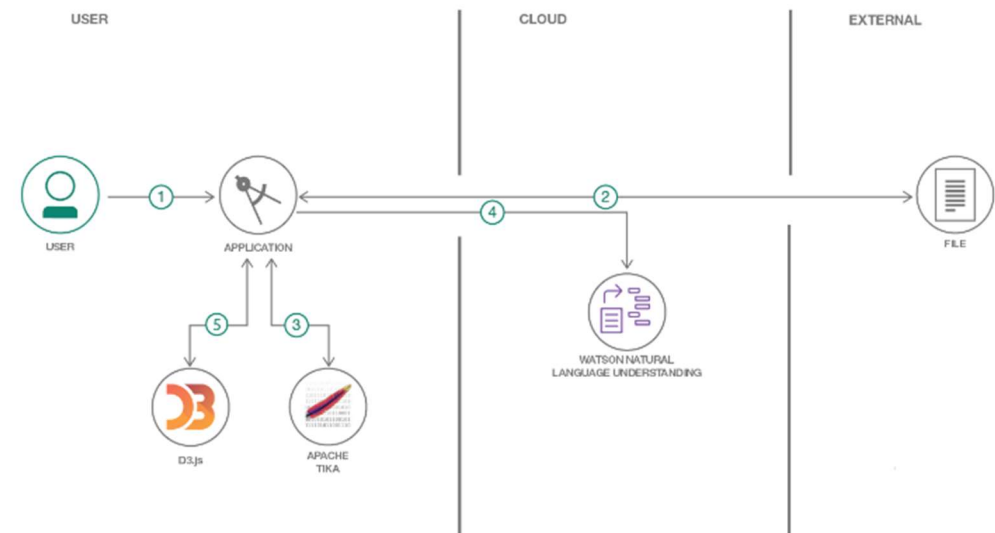 USER
CLOUD
EXTERNAL
1
2
4
USER
APPLICATION
FILE
5
3
WATSON NATURAL
LANGUAGE UNDERSTANDING
D3
D3.js
APACHE
TIKA